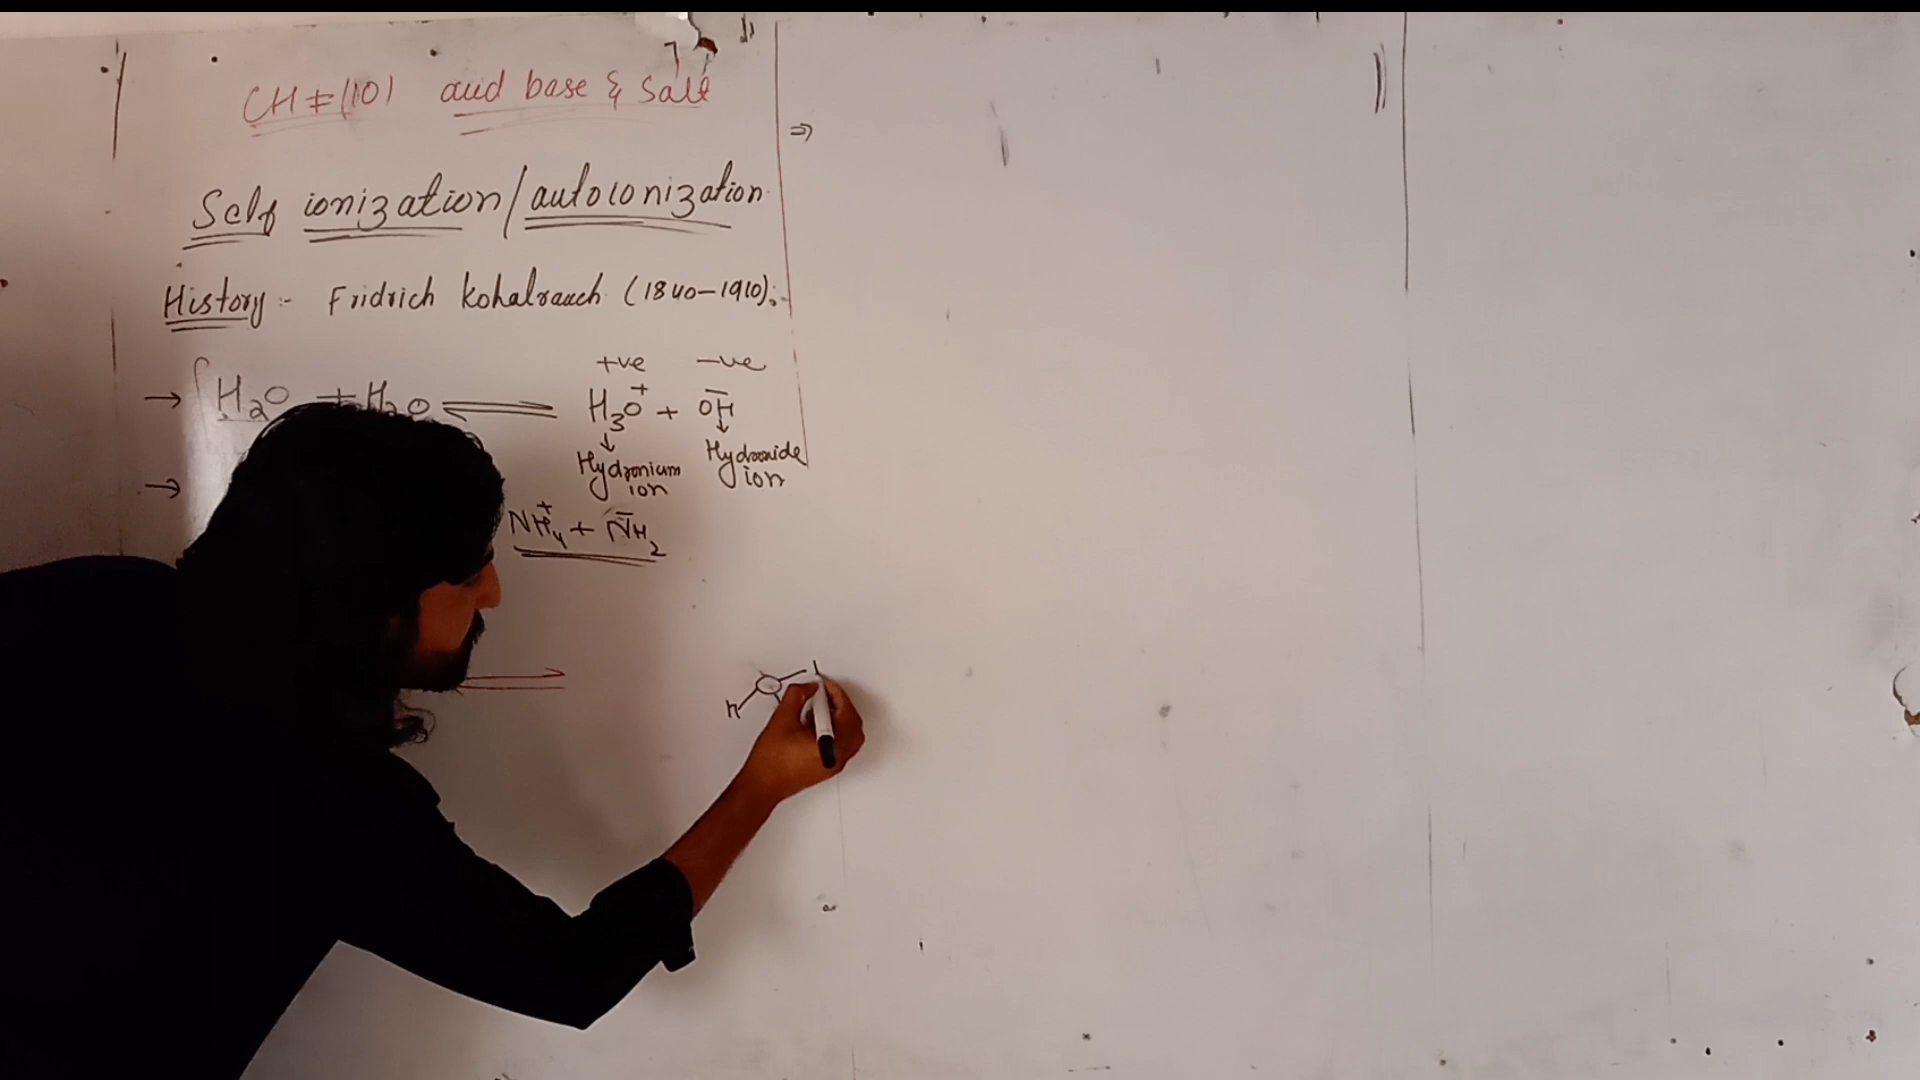 CH#(10) acid base & Salt
Self ionization/autoionization
History:- Fridrich Kohalrauch (1840-1910):-
+ve -ve
→ H₂O + H₂O ⇌ H₃O⁺ + OH⁻
↓ ↓
Hydronium ion Hydroxide ion
→
NH₄⁺ + NH₂⁻
H
⇒